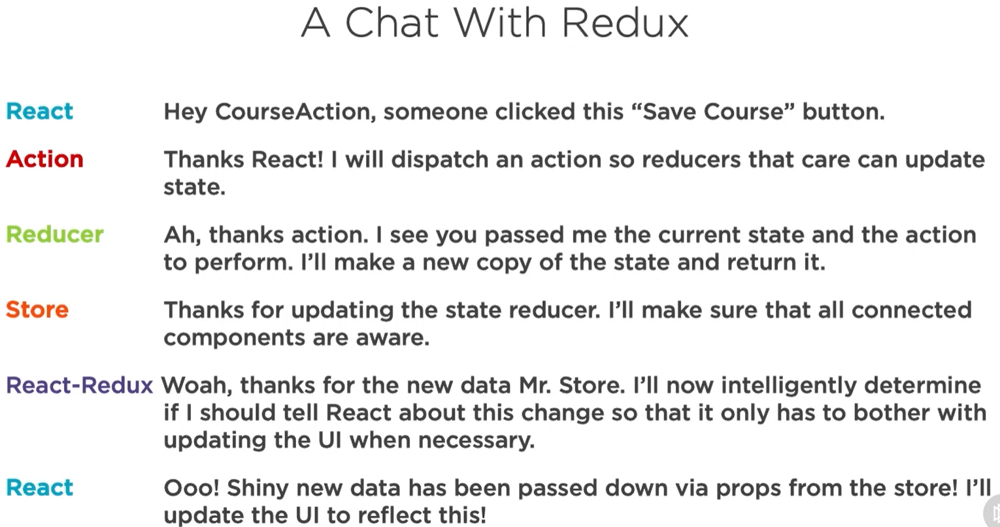 A Chat With Redux
React Hey CourseAction, someone clicked this “Save Course” button.
Action Thanks React! I will dispatch an action so reducers that care can update
state.
Reducer Ah, thanks action. I see you passed me the current state and the action
to perform. I’ll make a new copy of the state and return it.
Store Thanks for updating the state reducer. I’ll make sure that all connected
components are aware.
React-Redux Woah, thanks for the new data Mr. Store. I’ll now intelligently determine
if I should tell React about this change so that it only has to bother with
updating the UI when necessary.
React Ooo! Shiny new data has been passed down via props from the store! I’ll
update the UI to reflect this!